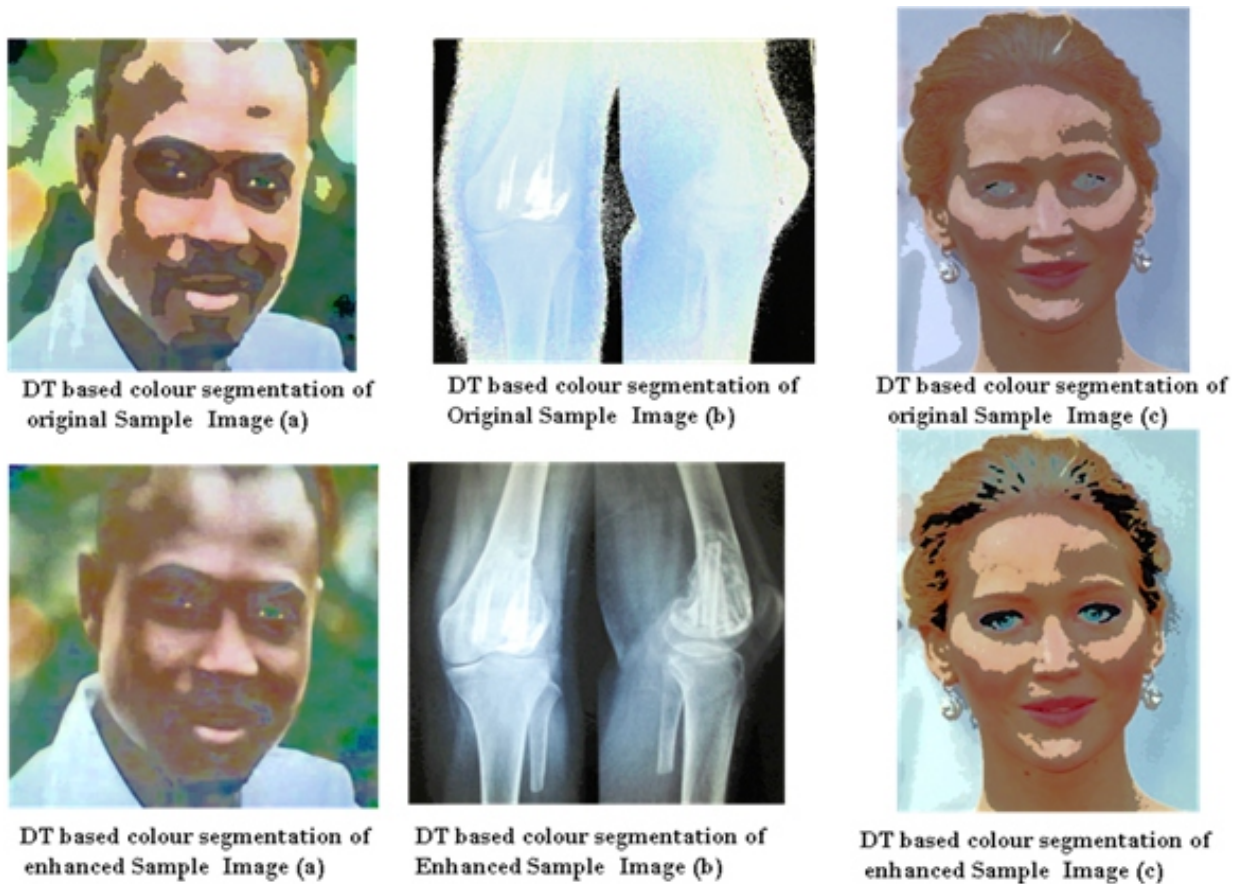 DT based colour segmentation of
original Sample Image (a)
DT based colour segmentation of
Original Sample Image (b)
DT based colour segmentation of
original Sample Image (c)
DT based colour segmentation of
enhanced Sample Image (a)
DT based colour segmentation of
Enhanced Sample Image (b)
DT based colour segmentation of
enhanced Sample Image (c)